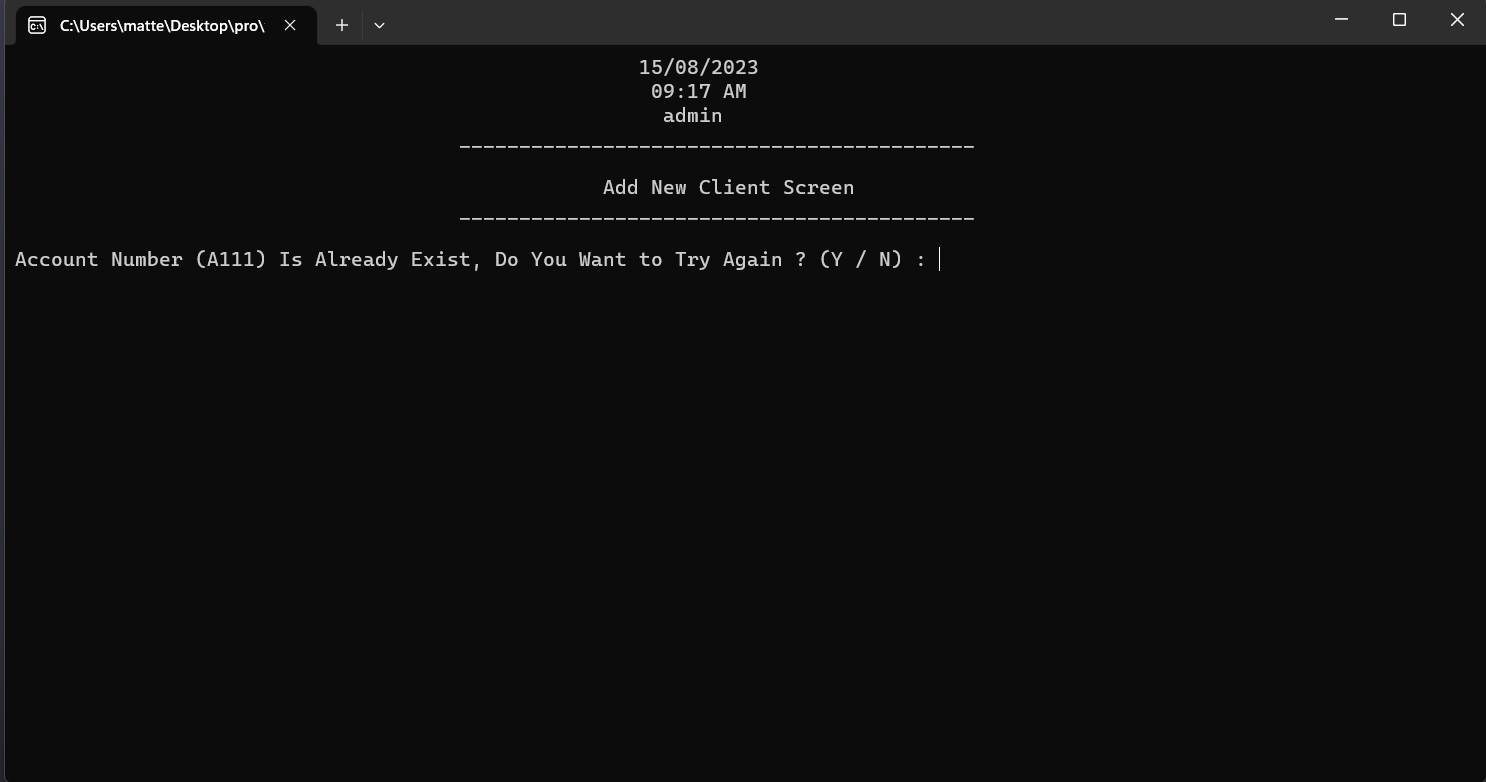 C:\Users\matte\Desktop\pro\
15/08/2023
09:17 AM
admin
-------------------------------------------
Add New Client Screen
-------------------------------------------
Account Number (A111) Is Already Exist, Do You Want to Try Again ? (Y / N) :